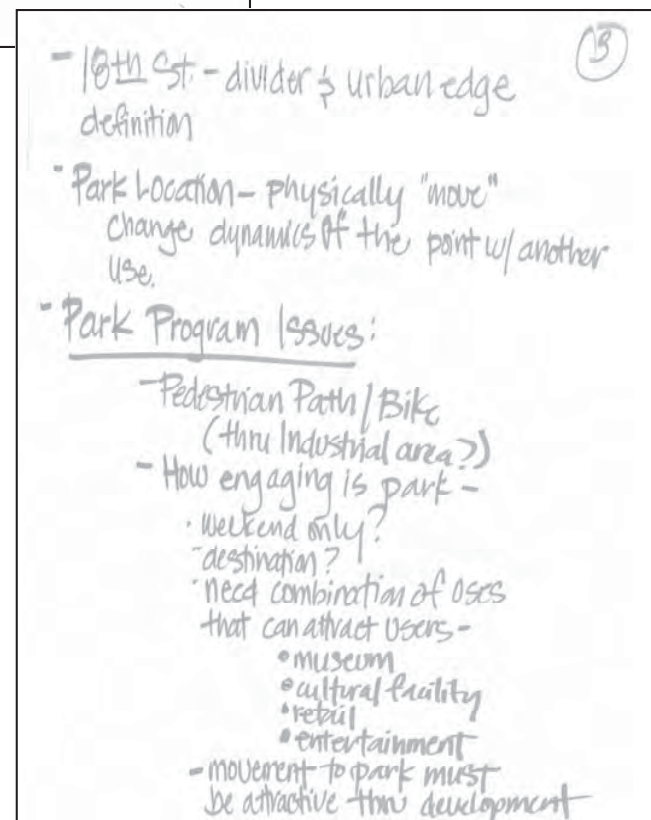 3
- 18th St. - divider & urban edge
definition
- Park Location - physically "move"
change dynamics of the point w/ another
use.
- Park Program Issues:
- Pedestrian Path / Bike
(thru Industrial area?)
- How engaging is park -
· weekend only?
- destination?
· need combination of uses
that can attract users -
• museum
• cultural facility
• retail
• entertainment
- movement to park must
be attractive thru development